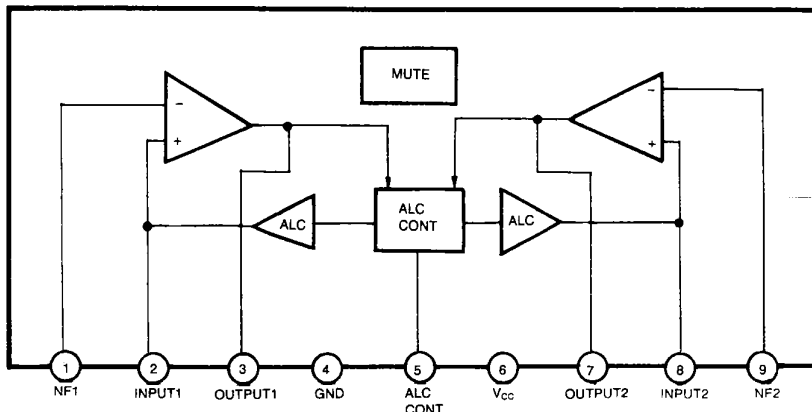 MUTE
−
+
−
+
ALC
ALC
CONT
ALC
1
2
3
4
5
6
7
8
9
NF1
INPUT1
OUTPUT1
GND
ALC
CONT
Vcc
OUTPUT2
INPUT2
NF2